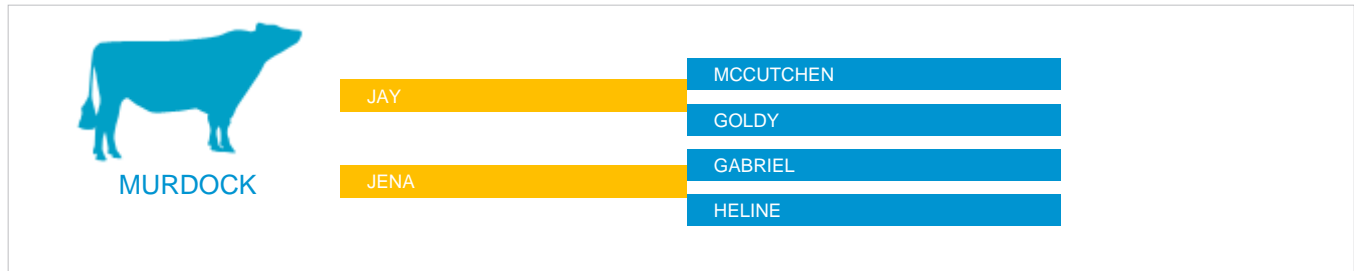 MURDOCK
JAY
JENA
MCCUTCHEN
GOLDY
GABRIEL
HELINE